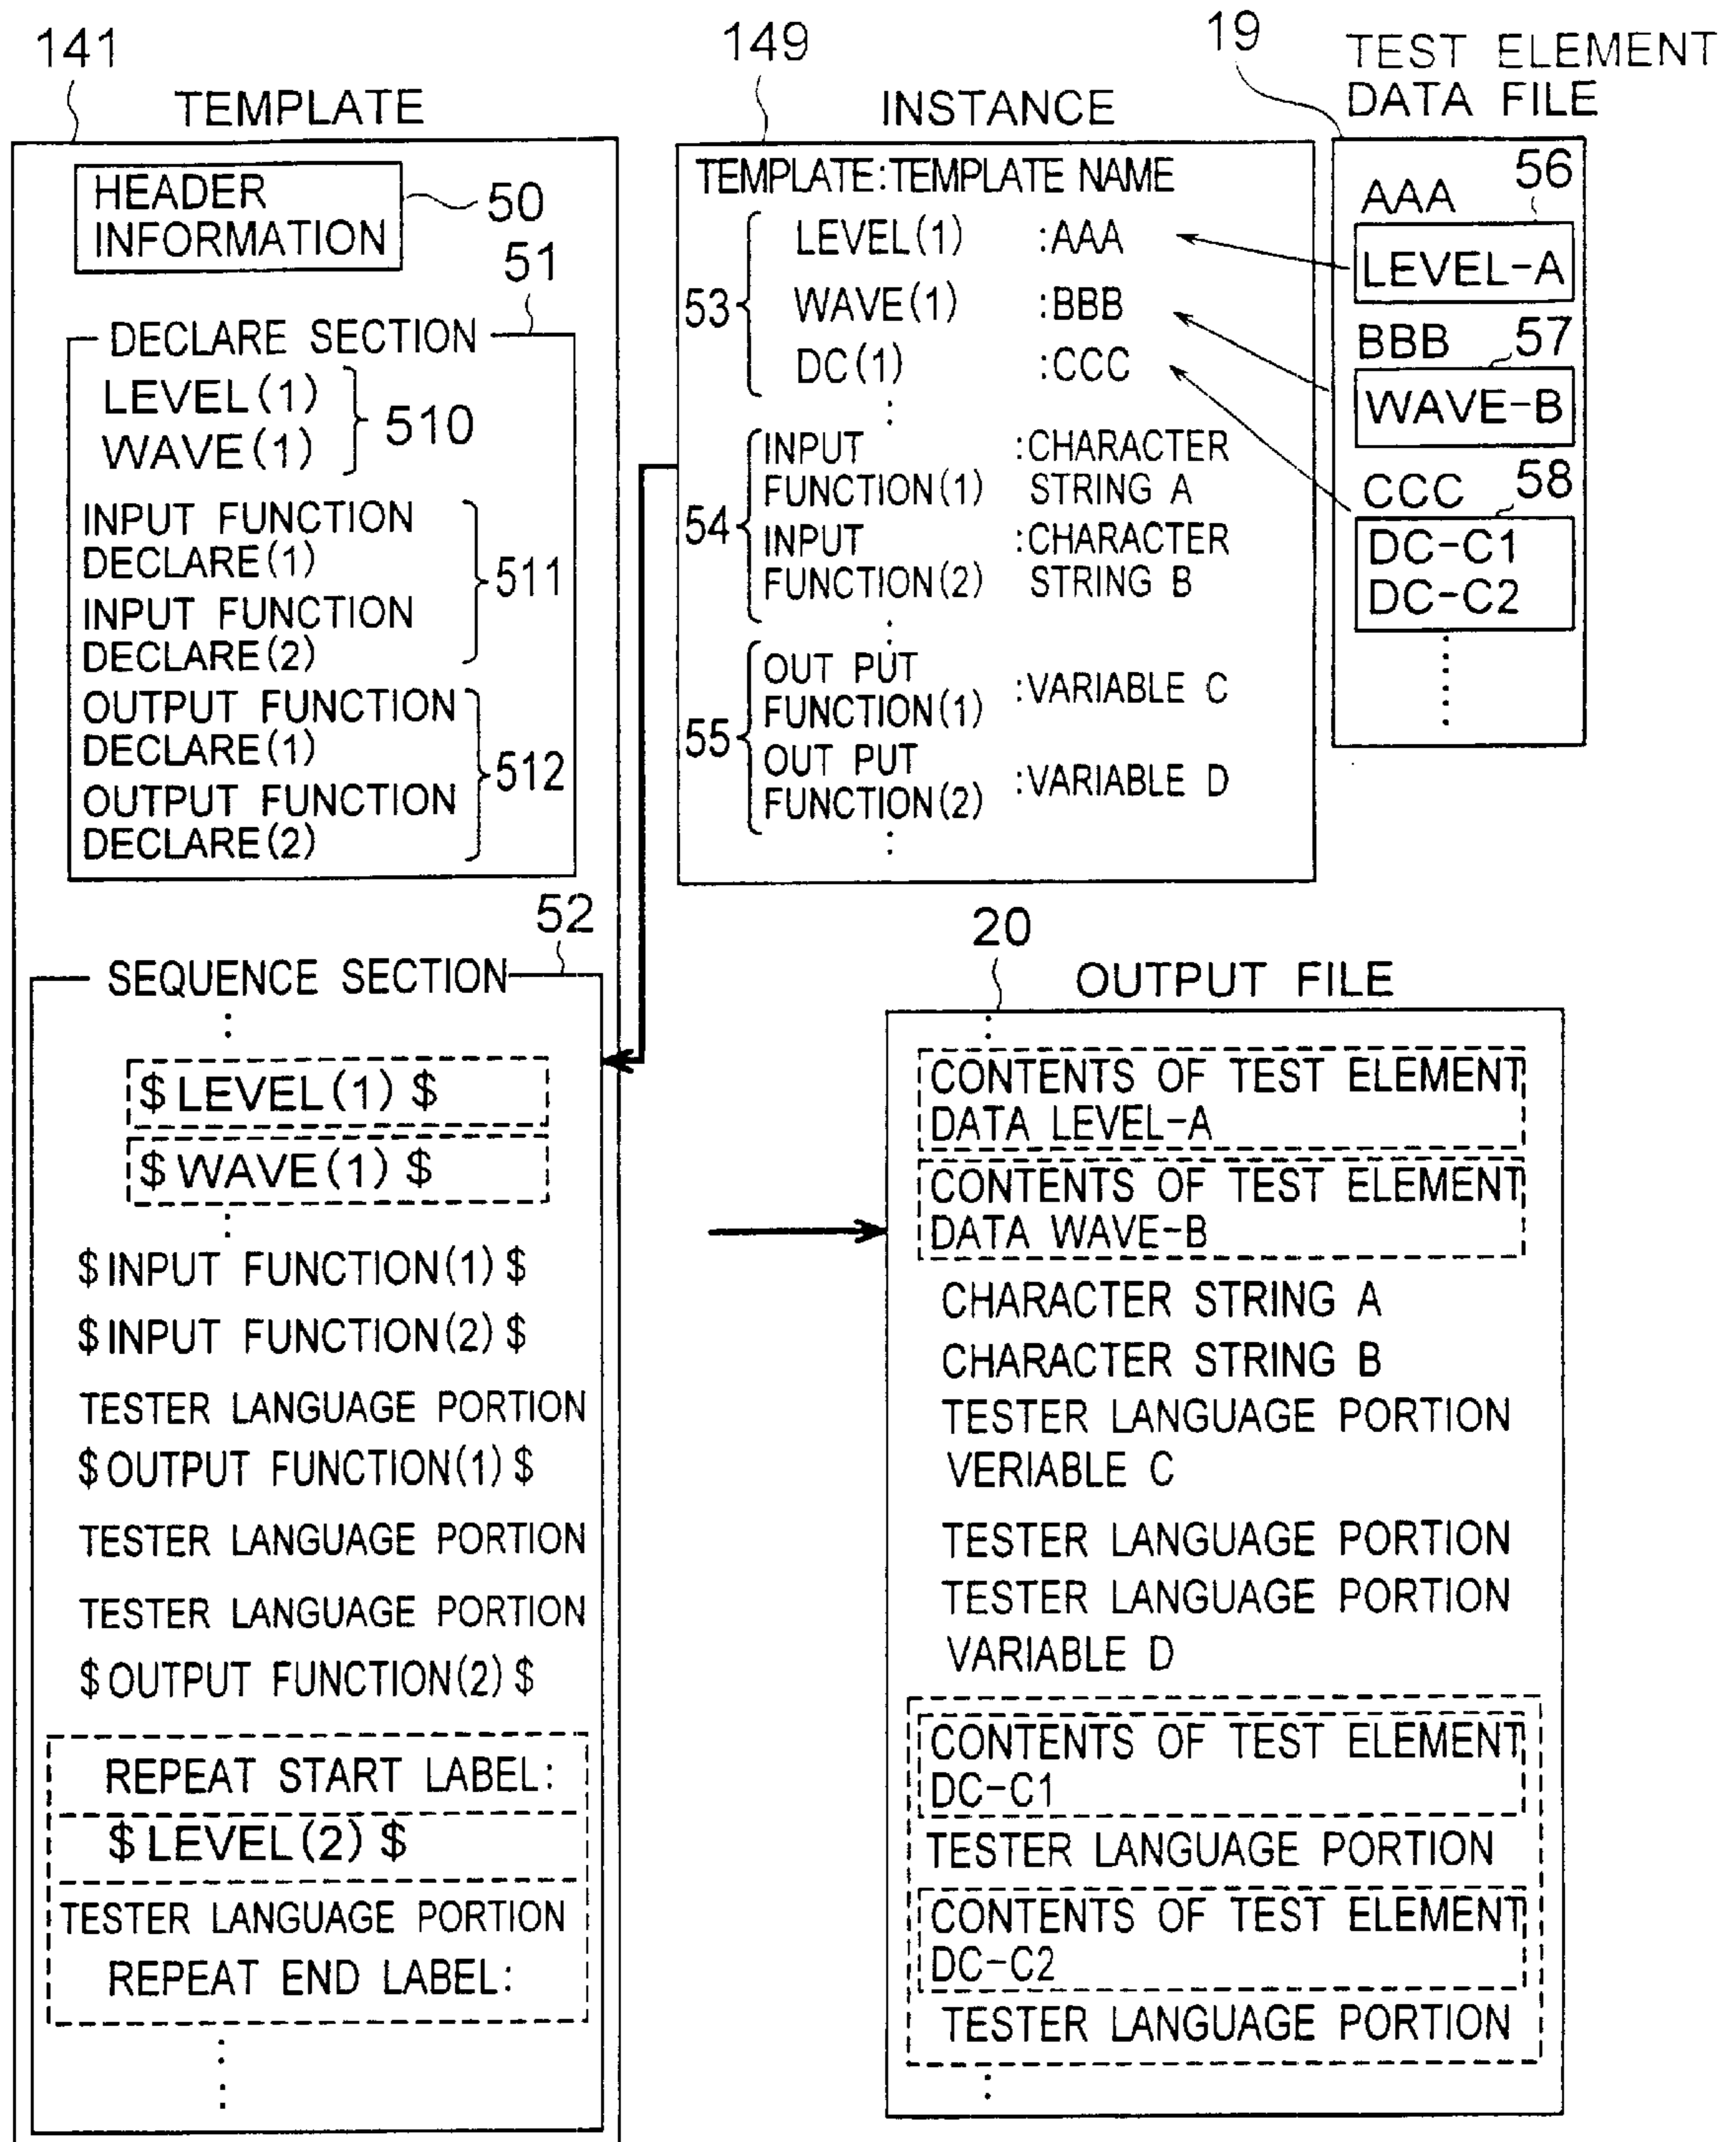 141
TEMPLATE
HEADER
INFORMATION
50
51
DECLARE SECTION
LEVEL(1)
WAVE(1)
510
INPUT FUNCTION
DECLARE(1)
INPUT FUNCTION
DECLARE(2)
511
OUTPUT FUNCTION
DECLARE(1)
OUTPUT FUNCTION
DECLARE(2)
512
52
SEQUENCE SECTION
$LEVEL(1)$
$WAVE(1)$
$INPUT FUNCTION(1)$
$INPUT FUNCTION(2)$
TESTER LANGUAGE PORTION
$OUTPUT FUNCTION(1)$
TESTER LANGUAGE PORTION
TESTER LANGUAGE PORTION
$OUTPUT FUNCTION(2)$
REPEAT START LABEL:
$LEVEL(2)$
TESTER LANGUAGE PORTION
REPEAT END LABEL:
149
INSTANCE
TEMPLATE:TEMPLATE NAME
53
LEVEL(1) :AAA
WAVE(1) :BBB
DC(1) :CCC
54
INPUT :CHARACTER
FUNCTION(1) STRING A
INPUT :CHARACTER
FUNCTION(2) STRING B
55
OUT PUT
FUNCTION(1) :VARIABLE C
OUT PUT
FUNCTION(2) :VARIABLE D
19
TEST ELEMENT
DATA FILE
AAA
56
LEVEL-A
BBB
57
WAVE-B
CCC
58
DC-C1
DC-C2
20
OUTPUT FILE
CONTENTS OF TEST ELEMENT
DATA LEVEL-A
CONTENTS OF TEST ELEMENT
DATA WAVE-B
CHARACTER STRING A
CHARACTER STRING B
TESTER LANGUAGE PORTION
VERIABLE C
TESTER LANGUAGE PORTION
TESTER LANGUAGE PORTION
VARIABLE D
CONTENTS OF TEST ELEMENT
DC-C1
TESTER LANGUAGE PORTION
CONTENTS OF TEST ELEMENT
DC-C2
TESTER LANGUAGE PORTION